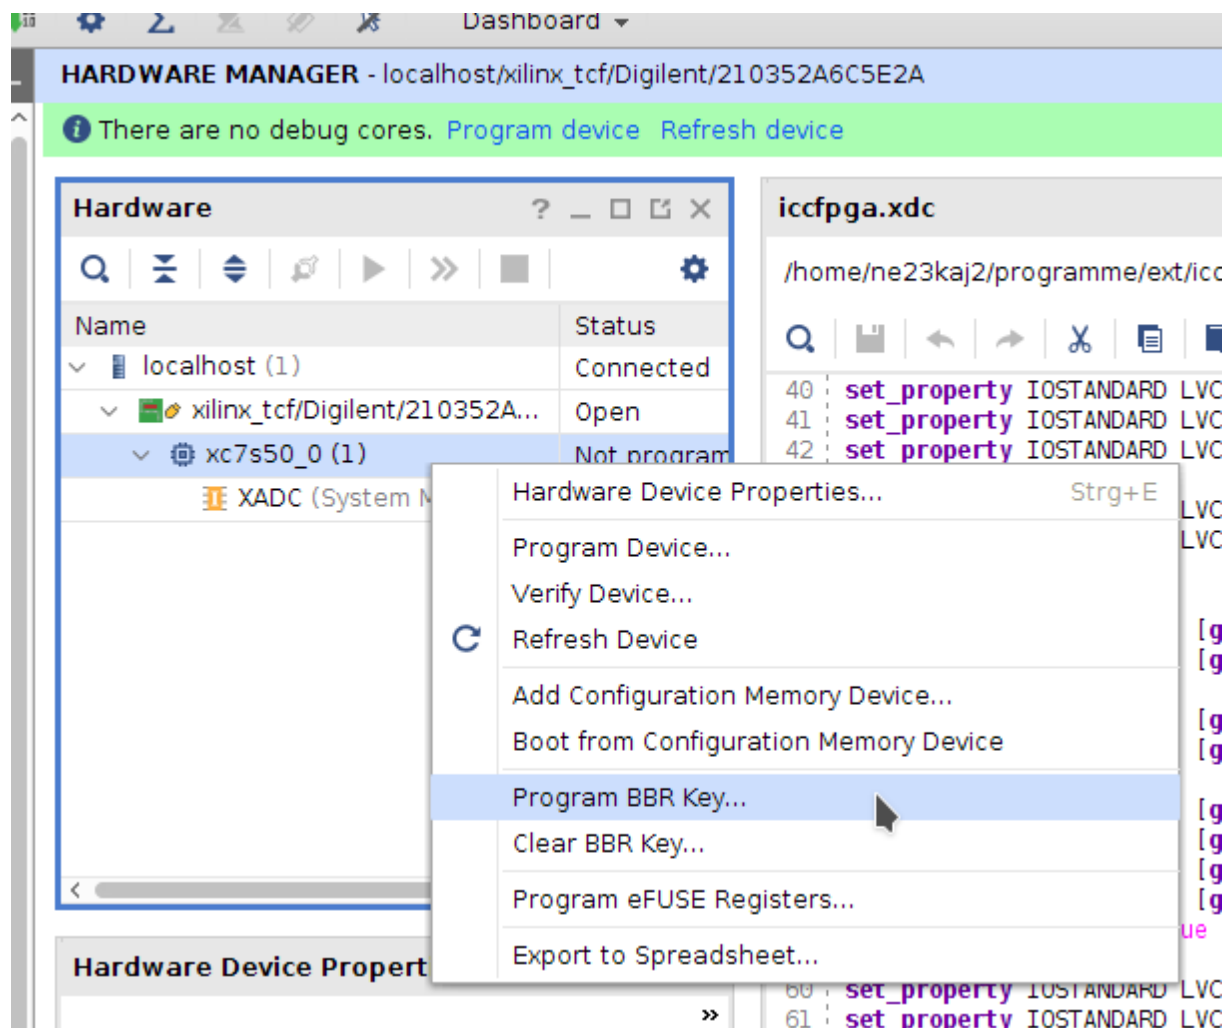 Dashboard
HARDWARE MANAGER - localhost/xilinx_tcf/Digilent/210352A6C5E2A
There are no debug cores. Program device Refresh device
Hardware
?
Name Status
localhost (1) Connected
xilinx_tcf/Digilent/210352A... Open
xc7s50_0 (1) Not program
XADC (System M
Hardware Device Properties... Strg+E
Program Device...
Verify Device...
Refresh Device
Add Configuration Memory Device...
Boot from Configuration Memory Device
Program BBR Key...
Clear BBR Key...
Program eFUSE Registers...
Export to Spreadsheet...
Hardware Device Propert
»
iccfpga.xdc
/home/ne23kaj2/programme/ext/icc
40 set_property IOSTANDARD LVC
41 set_property IOSTANDARD LVC
42 set_property IOSTANDARD LVC
LVC
LVC
[g
[g
[g
[g
[g
[g
[g
[g
ue
60 set_property IOSTANDARD LVC
61 set_property IOSTANDARD LVC